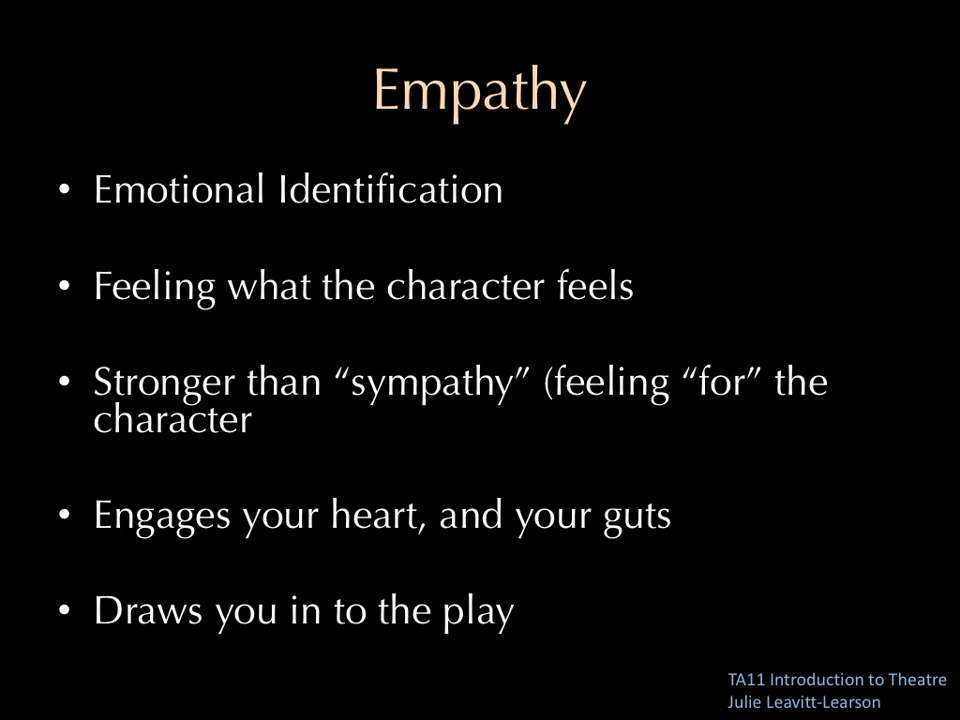 Empathy
• Emotional Identification
• Feeling what the character feels
• Stronger than “sympathy” (feeling “for” the
character
• Engages your heart, and your guts
• Draws you in to the play
TA11 Introduction to Theatre
Julie Leavitt-Learson